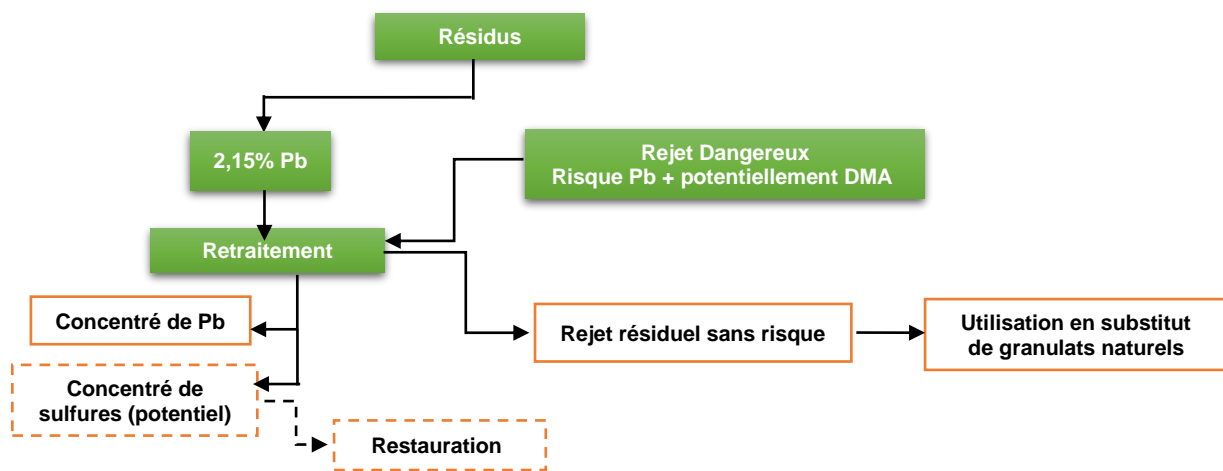 Résidus
2,15% Pb
Rejet Dangereux
Risque Pb + potentiellement DMA
Retraitement
Concentré de Pb
Rejet résiduel sans risque
Utilisation en substitut
de granulats naturels
Concentré de
sulfures (potentiel)
Restauration